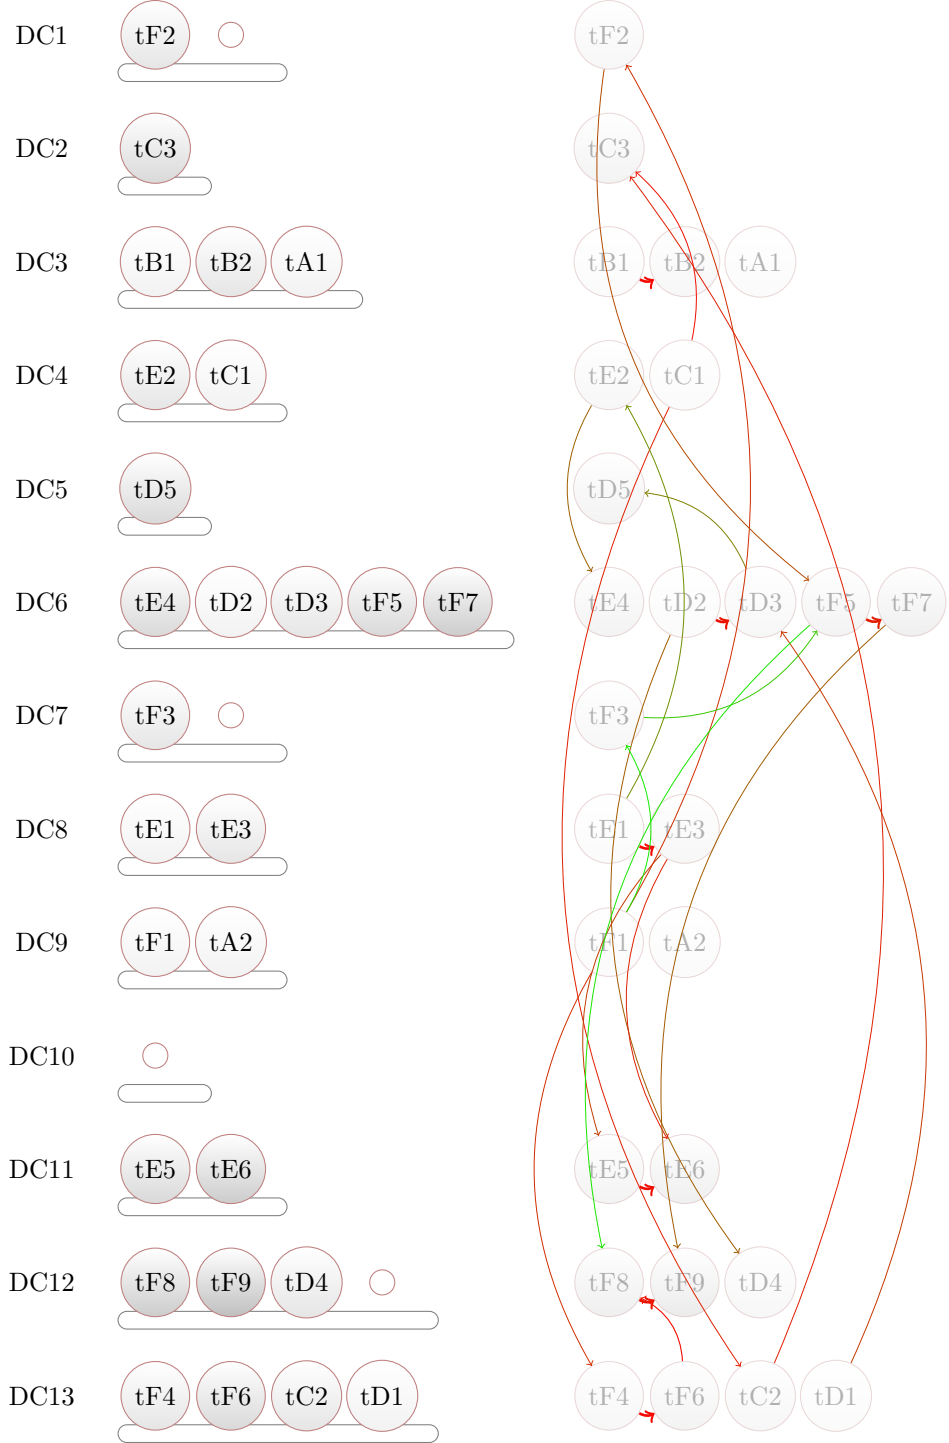 DC1 tF2 tF2
DC2 tC3 tC3
DC3 tB1 tB2 tA1 tB1 tB2 tA1
DC4 tE2 tC1 tE2 tC1
DC5 tD5 tD5
DC6 tE4 tD2 tD3 tF5 tF7 tE4 tD2 tD3 tF5 tF7
DC7 tF3 tF3
DC8 tE1 tE3 tE1 tE3
DC9 tF1 tA2 tF1 tA2
DC10
DC11 tE5 tE6 tE5 tE6
DC12 tF8 tF9 tD4 tF8 tF9 tD4
DC13 tF4 tF6 tC2 tD1 tF4 tF6 tC2 tD1